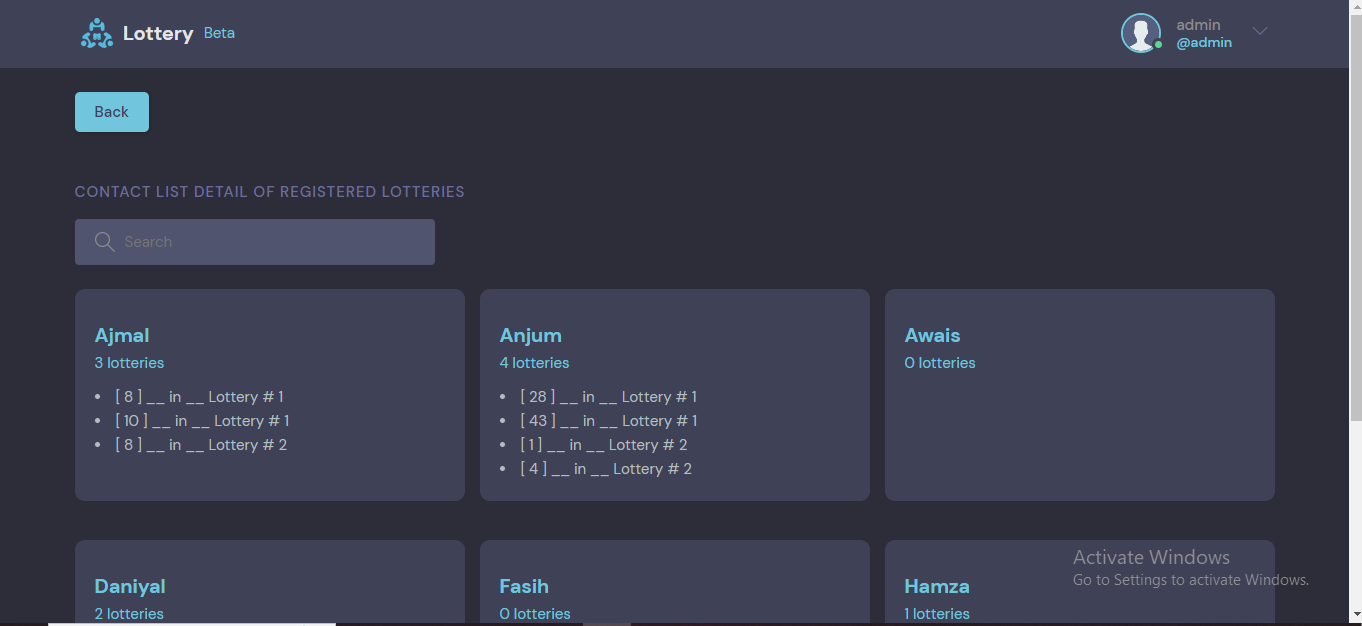 Lottery Beta
admin
@admin
Back
CONTACT LIST DETAIL OF REGISTERED LOTTERIES
Search
Ajmal
3 lotteries
[ 8 ] __ in __ Lottery # 1
[ 10 ] __ in __ Lottery # 1
[ 8 ] __ in __ Lottery # 2
Anjum
4 lotteries
[ 28 ] __ in __ Lottery # 1
[ 43 ] __ in __ Lottery # 1
[ 1 ] __ in __ Lottery # 2
[ 4 ] __ in __ Lottery # 2
Awais
0 lotteries
Daniyal
2 lotteries
Fasih
0 lotteries
Hamza
1 lotteries
Activate Windows
Go to Settings to activate Windows.